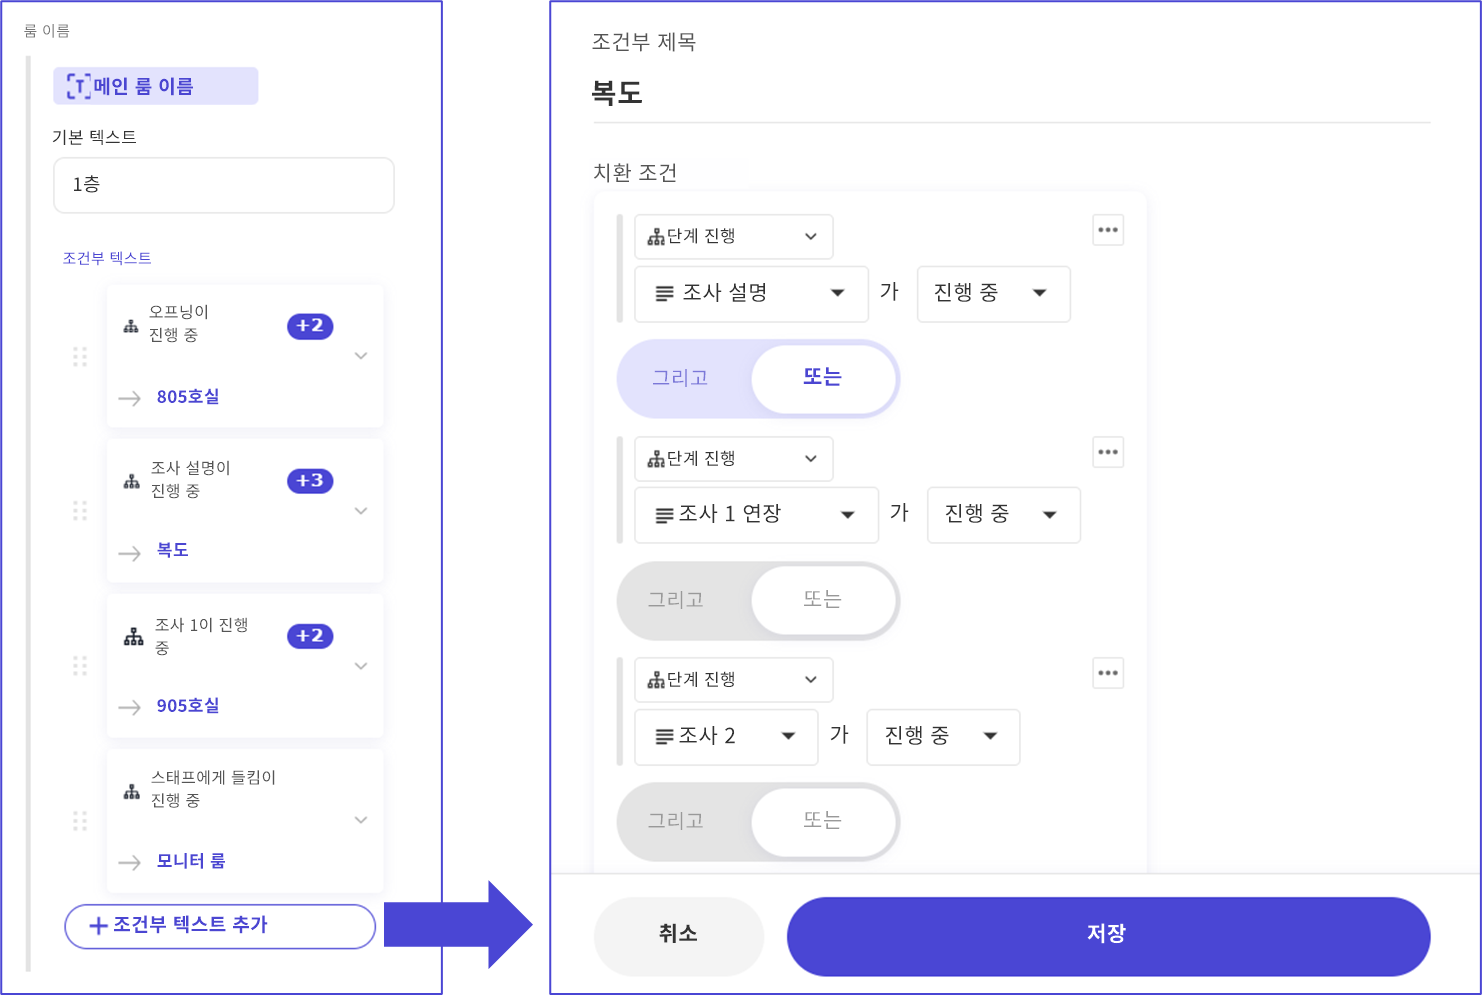 룸 이름
메인 룸 이름
기본 텍스트
1층
조건부 텍스트
오프닝이
진행 중
+2
805호실
조사 설명이
진행 중
+3
복도
조사 1이 진행
중
+2
905호실
스태프에게 들킴이
진행 중
모니터 룸
+ 조건부 텍스트 추가
조건부 제목
복도
치환 조건
단계 진행
조사 설명 가 진행 중
그리고 또는
단계 진행
조사 1 연장 가 진행 중
그리고 또는
단계 진행
조사 2 가 진행 중
그리고 또는
취소 저장